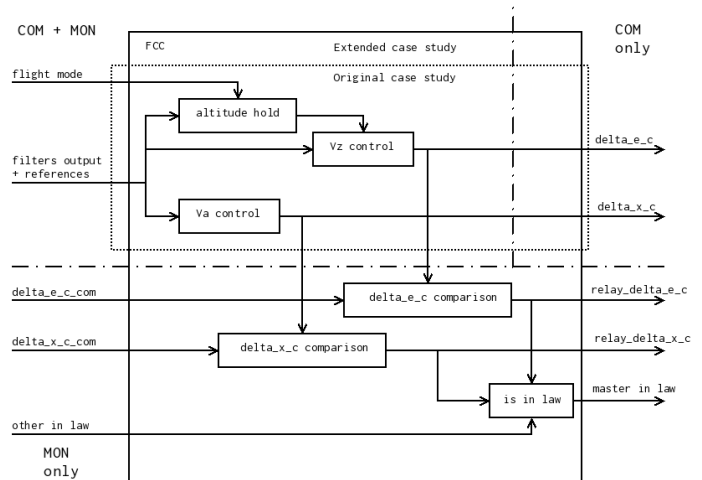 COM + MON
COM
only
FCC
Extended case study
flight mode
Original case study
altitude hold
Vz control
delta_e_c
filters output
+ references
Va control
delta_x_c
delta_e_c_com
delta_e_c comparison
relay_delta_e_c
delta_x_c_com
delta_x_c comparison
relay_delta_x_c
is in law
master in law
other in law
MON
only